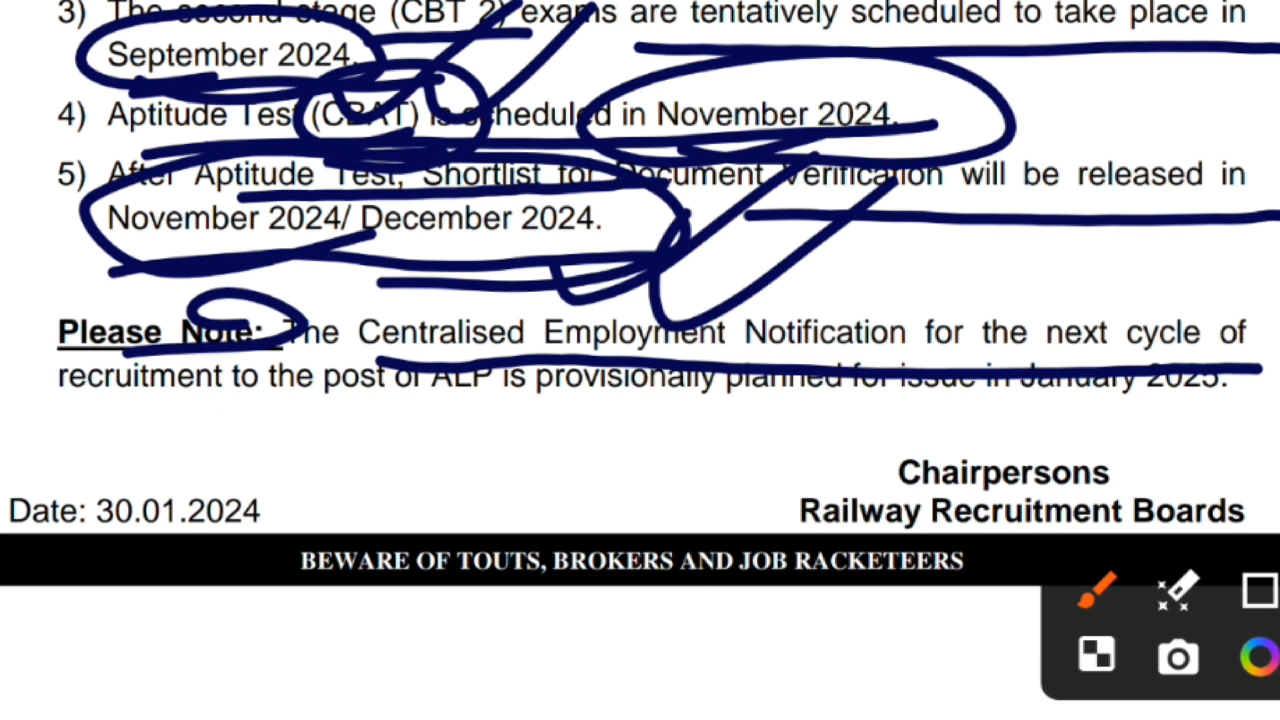 3) The second stage (CBT 2) exams are tentatively scheduled to take place in
September 2024.
4) Aptitude Test (CBAT) is scheduled in November 2024.
5) After Aptitude Test, Shortlist for Document Verification will be released in
November 2024/ December 2024.
Please Note: The Centralised Employment Notification for the next cycle of
recruitment to the post of ALP is provisionally planned for issue in January 2025.
Chairpersons
Date: 30.01.2024 Railway Recruitment Boards
BEWARE OF TOUTS, BROKERS AND JOB RACKETEERS